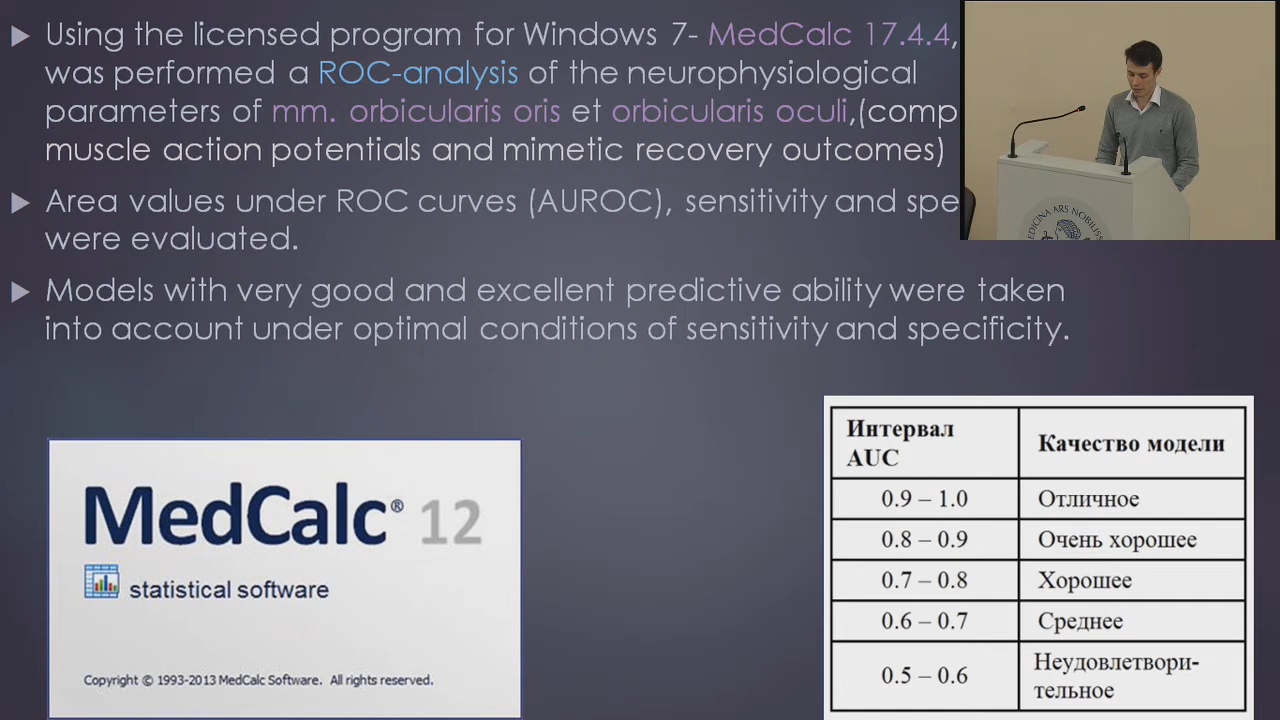 Using the licensed program for Windows 7- MedCalc 17.4.4,
was performed a ROC-analysis of the neurophysiological
parameters of mm. orbicularis oris et orbicularis oculi,(comp
muscle action potentials and mimetic recovery outcomes)
Area values under ROC curves (AUROC), sensitivity and spe
were evaluated.
Models with very good and excellent predictive ability were taken
into account under optimal conditions of sensitivity and specificity.
MEDICINA ARS NOBILISS
MedCalc® 12
statistical software
Copyright © 1993-2013 MedCalc Software. All rights reserved.
Интервал AUC
Качество модели
0.9 – 1.0 Отличное
0.8 – 0.9 Очень хорошее
0.7 – 0.8 Хорошее
0.6 – 0.7 Среднее
0.5 – 0.6 Неудовлетвори-
тельное